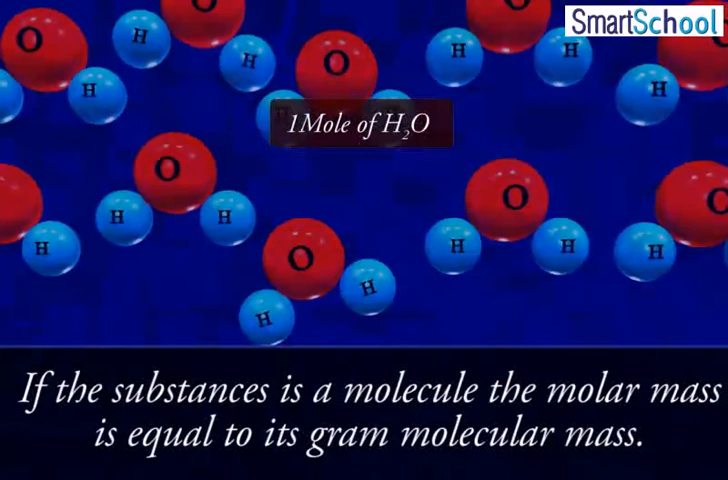 SmartSchool
O
O
O
H
H
O
H
H
H
H
H
1Mole of H₂O
O
O
O
H
H
H
O
H
H
H
H
H
If the substances is a molecule the molar mass
is equal to its gram molecular mass.